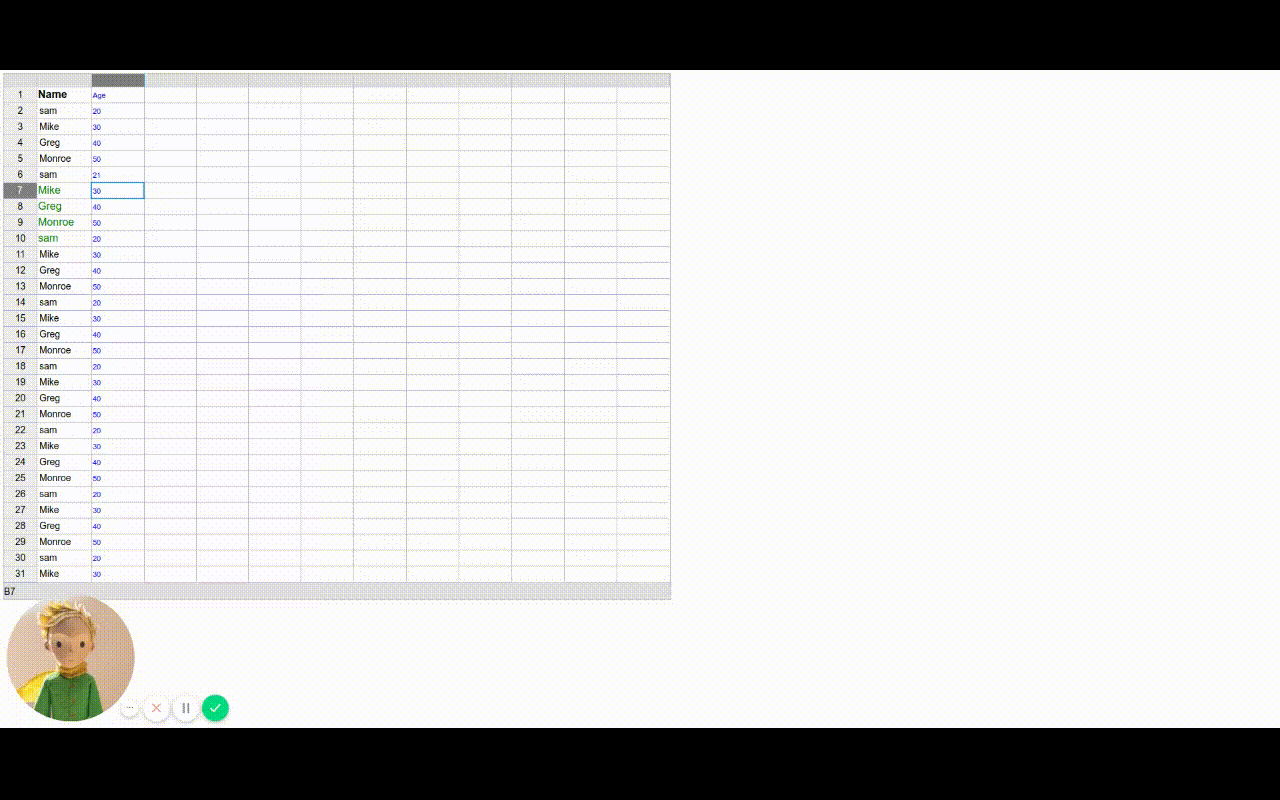 1 Name Age
2 sam 20
3 Mike 30
4 Greg 40
5 Monroe 50
6 sam 21
7 Mike 30
8 Greg 40
9 Monroe 50
10 sam 20
11 Mike 30
12 Greg 40
13 Monroe 50
14 sam 20
15 Mike 30
16 Greg 40
17 Monroe 50
18 sam 20
19 Mike 30
20 Greg 40
21 Monroe 50
22 sam 20
23 Mike 30
24 Greg 40
25 Monroe 50
26 sam 20
27 Mike 30
28 Greg 40
29 Monroe 50
30 sam 20
31 Mike 30
B7